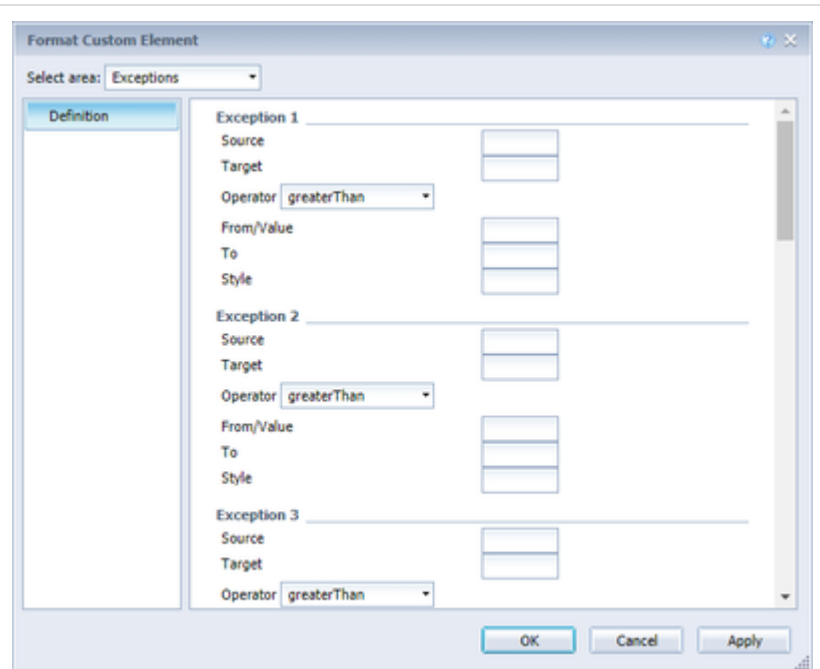 Format Custom Element
Select area: Exceptions
Definition
Exception 1
Source
Target
Operator greaterThan
From/Value
To
Style
Exception 2
Source
Target
Operator greaterThan
From/Value
To
Style
Exception 3
Source
Target
Operator greaterThan
OK Cancel Apply